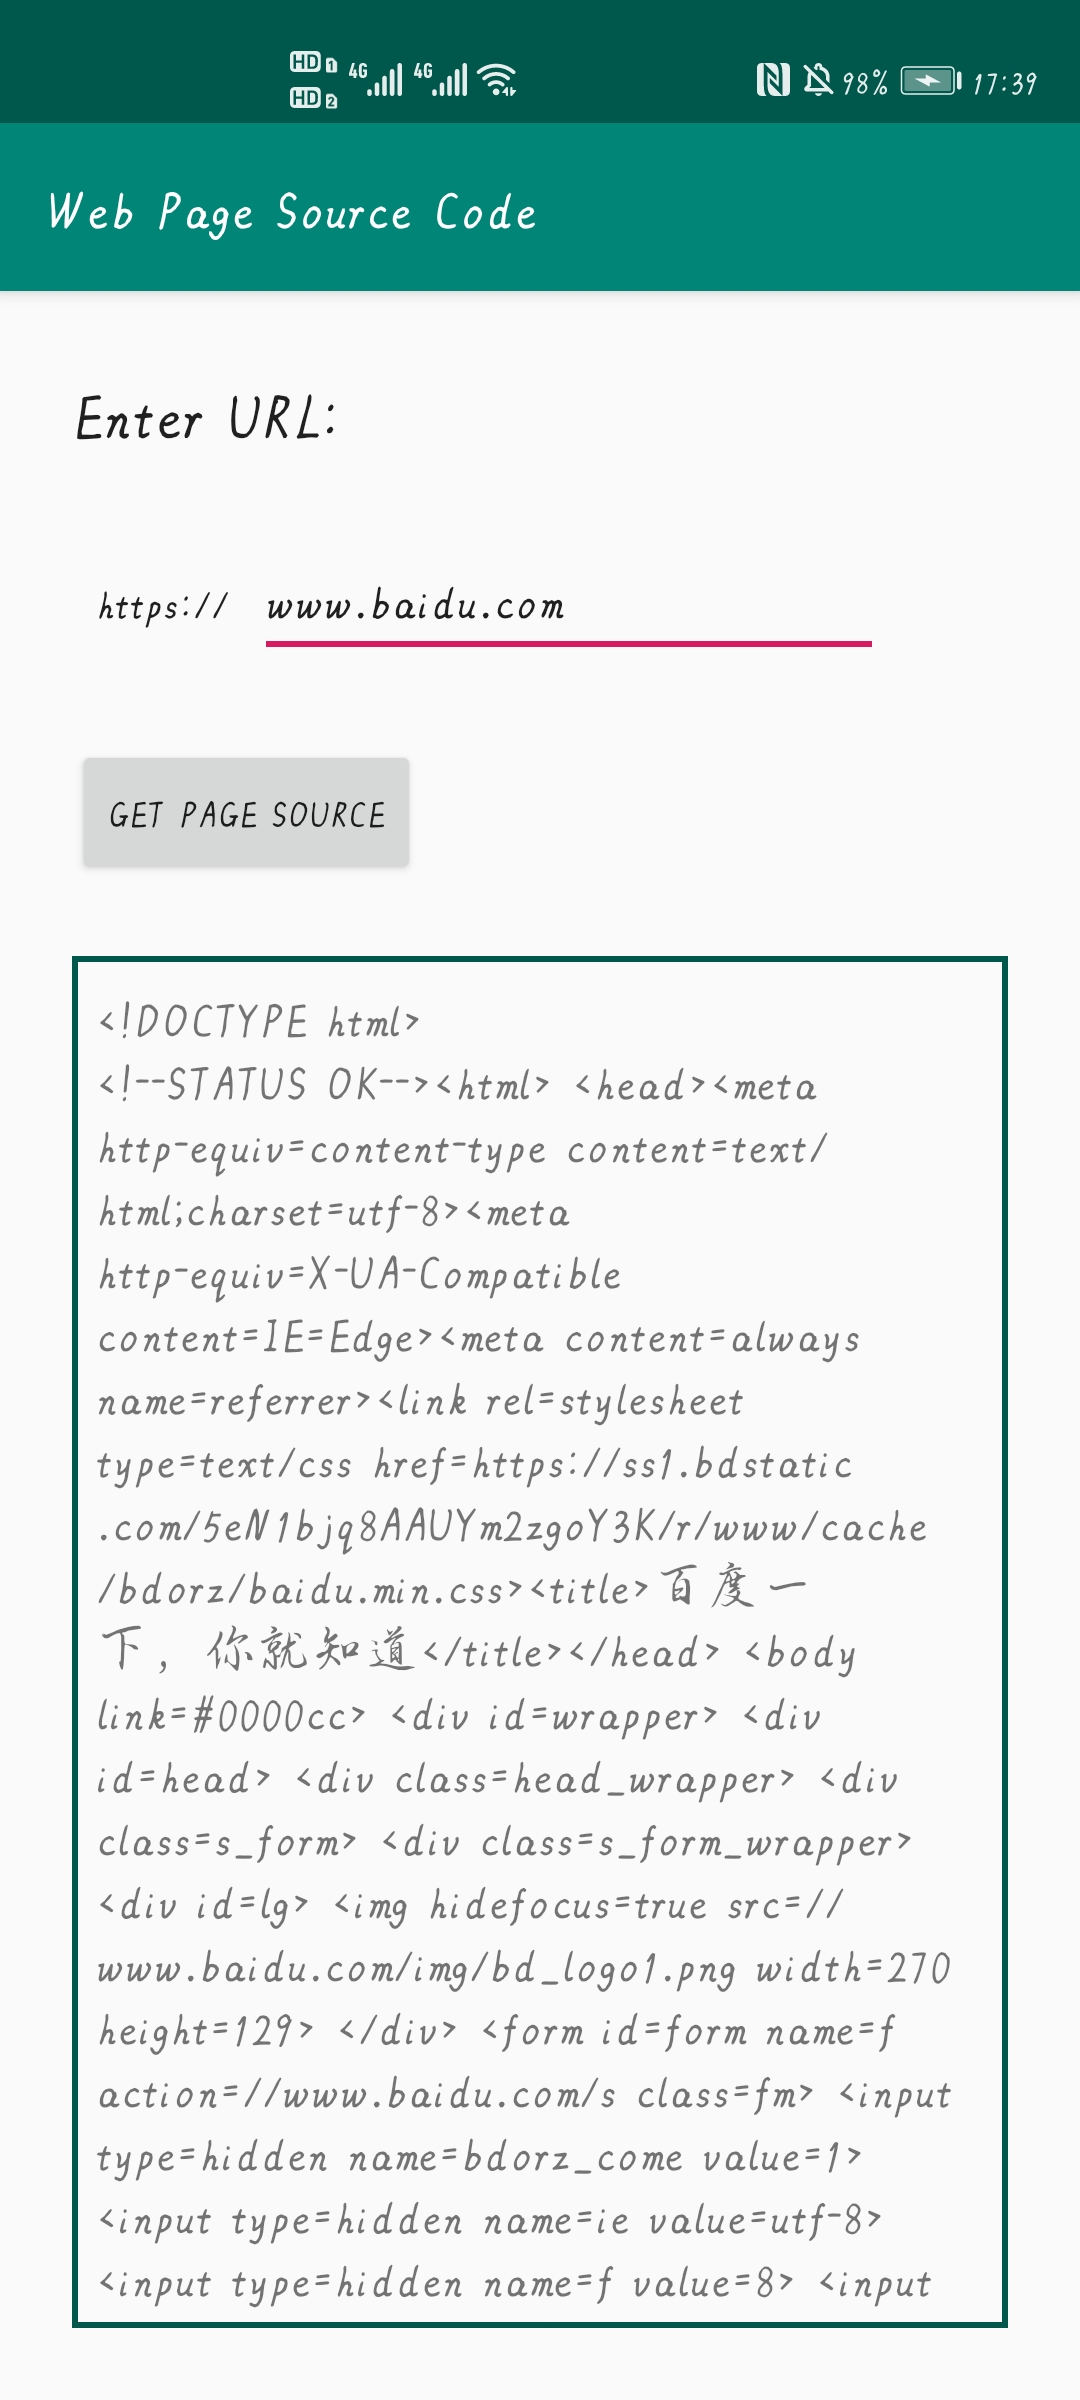 HD 1 4G 4G 98% 17:39
HD 2
Web Page Source Code
Enter URL:
https:// www.baidu.com
GET PAGE SOURCE
<!DOCTYPE html>
<!--STATUS OK--><html> <head><meta
http-equiv=content-type content=text/
html;charset=utf-8><meta
http-equiv=X-UA-Compatible
content=IE=Edge><meta content=always
name=referrer><link rel=stylesheet
type=text/css href=https://ss1.bdstatic
.com/5eN1bjq8AAUYm2zgoY3K/r/www/cache
/bdorz/baidu.min.css><title>百度一
下，你就知道</title></head> <body
link=#0000cc> <div id=wrapper> <div
id=head> <div class=head_wrapper> <div
class=s_form> <div class=s_form_wrapper>
<div id=lg> <img hidefocus=true src=//
www.baidu.com/img/bd_logo1.png width=270
height=129> </div> <form id=form name=f
action=//www.baidu.com/s class=fm> <input
type=hidden name=bdorz_come value=1>
<input type=hidden name=ie value=utf-8>
<input type=hidden name=f value=8> <input